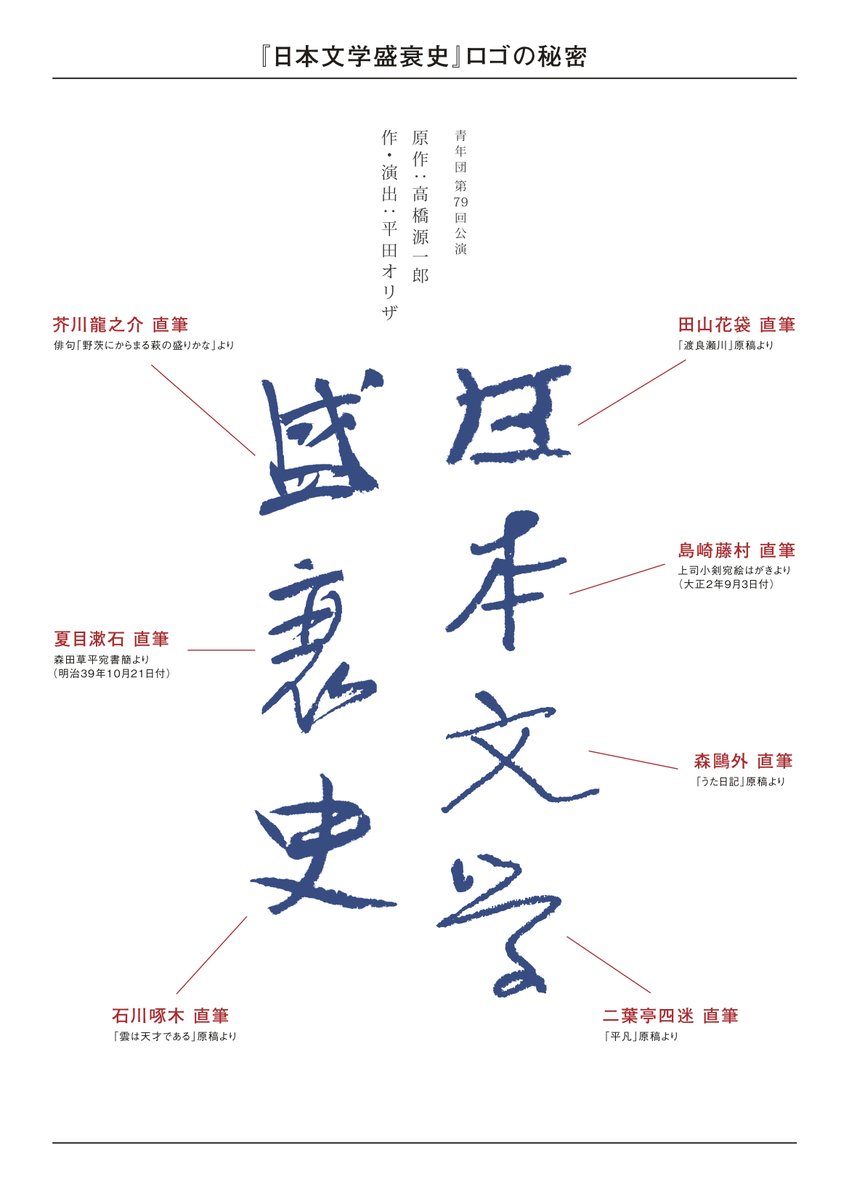 『日本文学盛衰史』ロゴの秘密
青年団 第79回公演
原作:高橋源一郎
作・演出:平田オリザ
日本文学
盛衰史
田山花袋 直筆
「渡良瀬川」原稿より
島崎藤村 直筆
上司小剣宛絵はがきより
(大正2年9月3日付)
森鷗外 直筆
「うた日記」原稿より
二葉亭四迷 直筆
「平凡」原稿より
芥川龍之介 直筆
俳句「野茨にからまる萩の盛りかな」より
夏目漱石 直筆
森田草平宛書簡より
(明治39年10月21日付)
石川啄木 直筆
「雲は天才である」原稿より